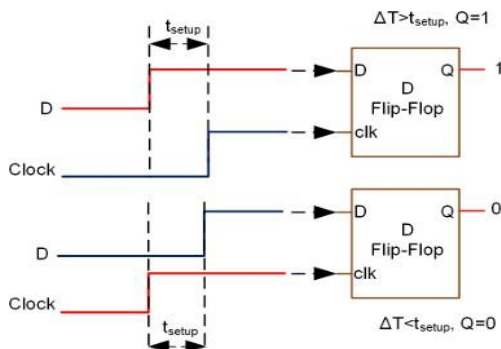 t_setup
ΔT>t_setup, Q=1
D Q 1
D
Flip-Flop
D
clk
Clock
D Q 0
D
Flip-Flop
D
clk
Clock
t_setup
ΔT<t_setup, Q=0